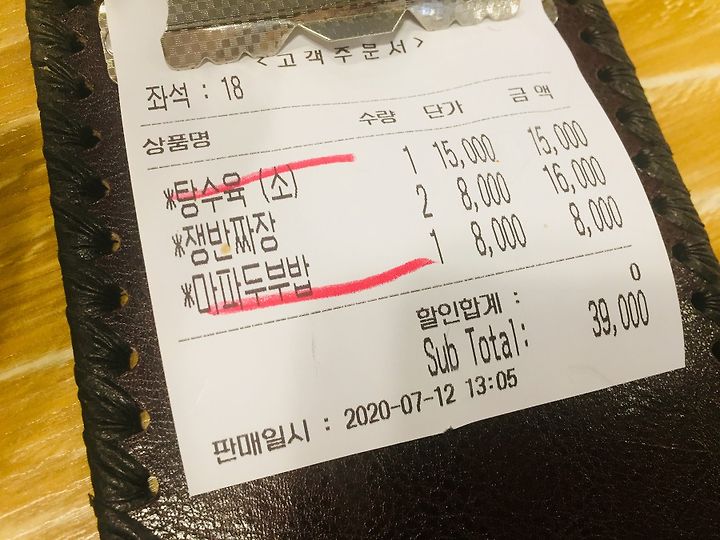 <고객주문서>
좌석 : 18
상품명 수량 단가 금액
*탕수육 (소) 1 15,000 15,000
*쟁반짜장 2 8,000 16,000
*마파두부밥 1 8,000 8,000
할인합계 : 0
Sub Total: 39,000
판매일시 : 2020-07-12 13:05